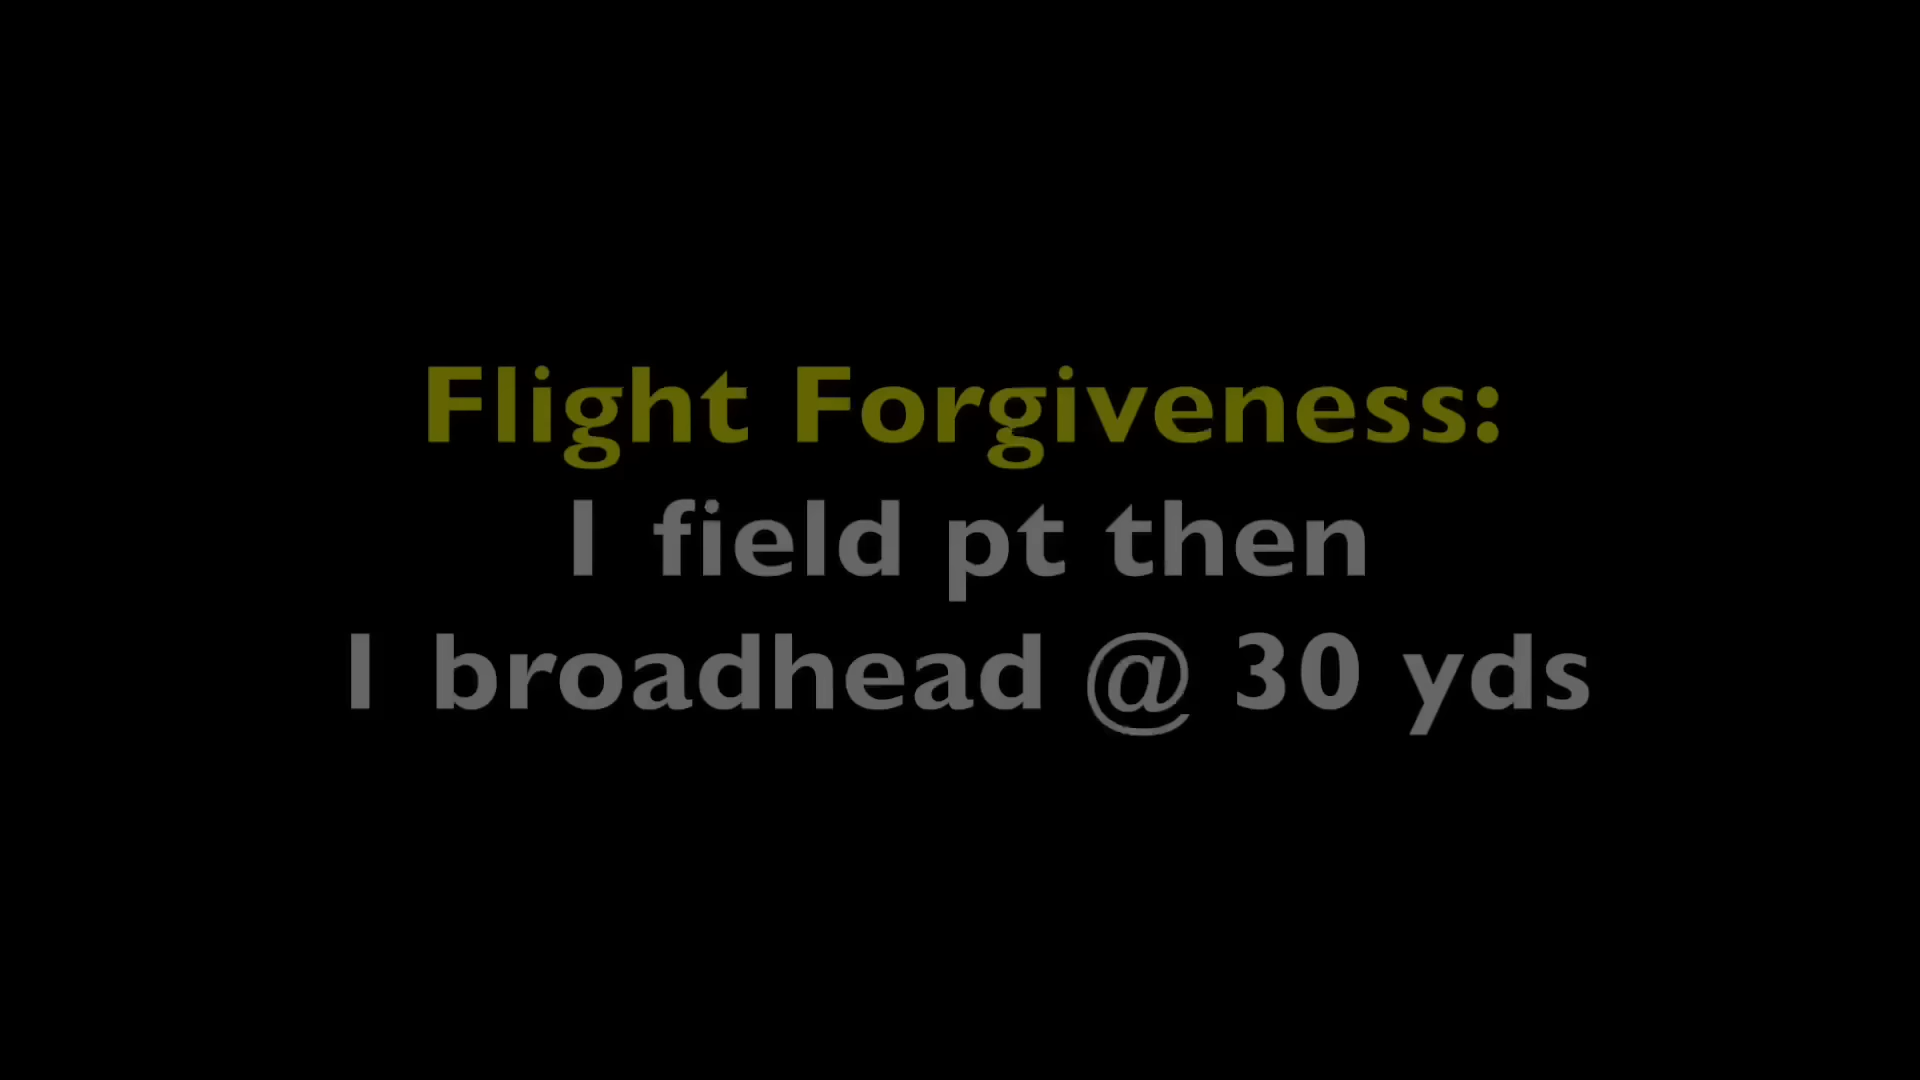 Flight Forgiveness:
1 field pt then
1 broadhead @ 30 yds